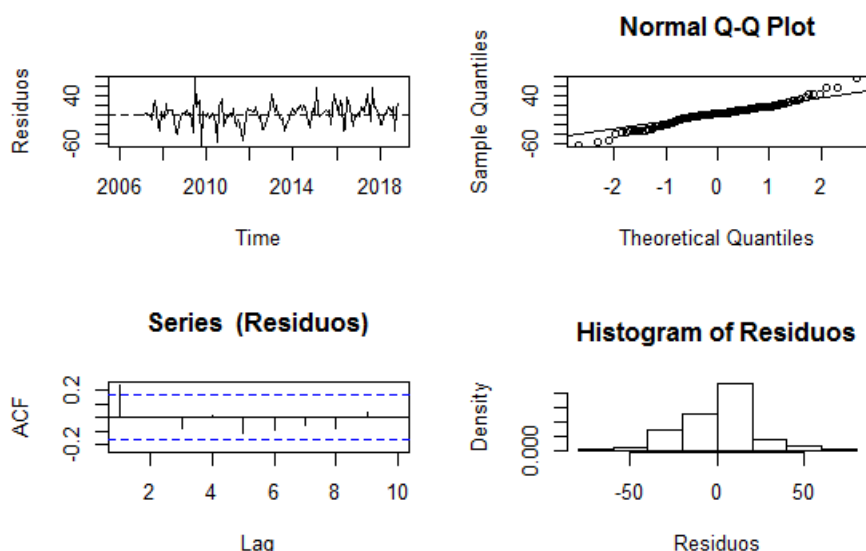 Residuos
40
-60
2006 2010 2014 2018
Time
Normal Q-Q Plot
Sample Quantiles
40
-60
-2 -1 0 1 2
Theoretical Quantiles
Series (Residuos)
ACF
0.2
-0.2
2 4 6 8 10
Lag
Histogram of Residuos
Density
0.000
-50 0 50
Residuos